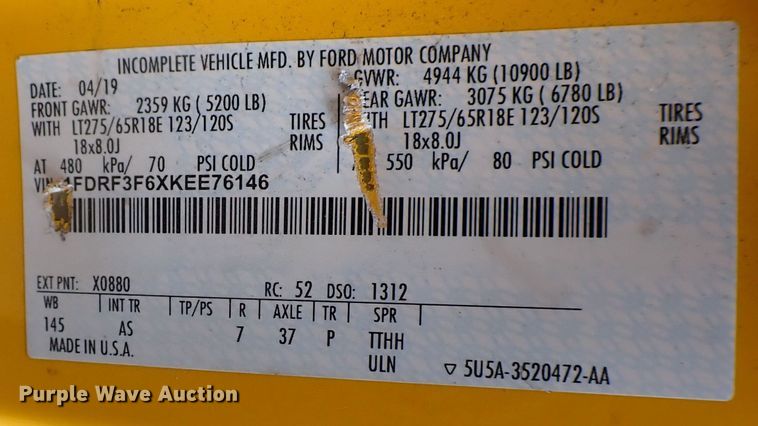 INCOMPLETE VEHICLE MFD. BY FORD MOTOR COMPANY
DATE: 04/19 GVWR: 4944 KG (10900 LB)
FRONT GAWR: 2359 KG ( 5200 LB) REAR GAWR: 3075 KG ( 6780 LB)
WITH LT275/65R18E 123/120S TIRES WITH LT275/65R18E 123/120S TIRES
18x8.0J RIMS 18x8.0J RIMS
AT 480 kPa/ 70 PSI COLD 550 kPa/ 80 PSI COLD
VIN: 1FDRF3F6XKEE76146
EXT PNT: X0880 RC: 52 DSO: 1312
WB INT TR TP/PS R AXLE TR SPR
145 AS 7 37 P TTHH
MADE IN U.S.A. ULN ▽ 5U5A-3520472-AA
Purple Wave Auction